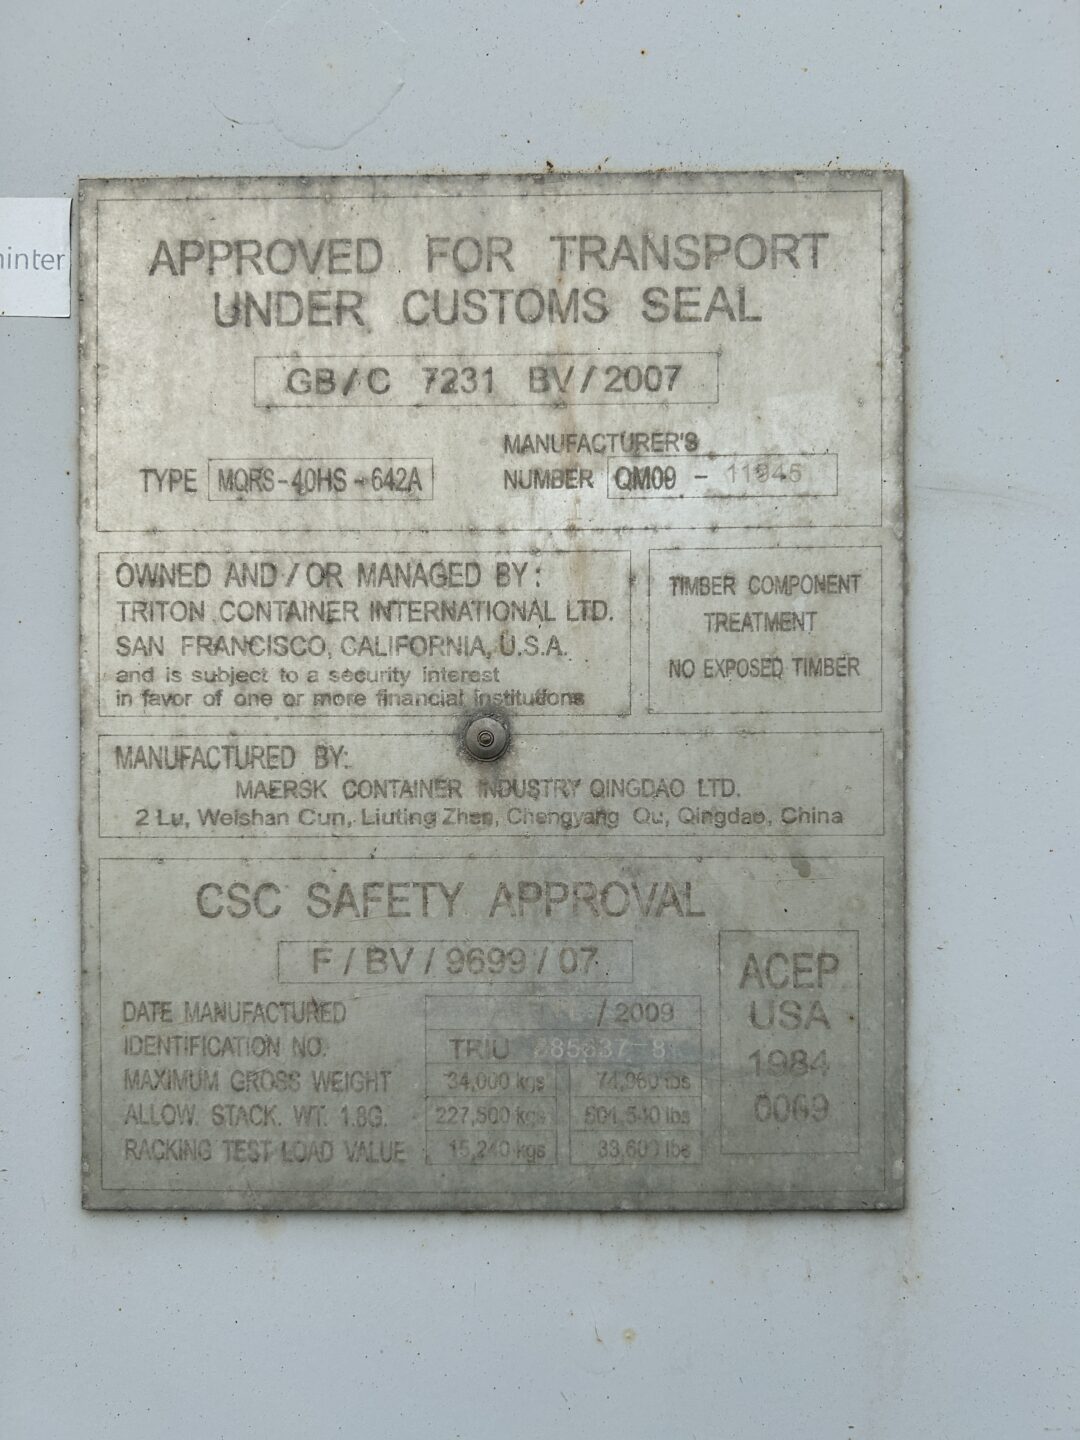 APPROVED FOR TRANSPORT
UNDER CUSTOMS SEAL
GB/C 7231 BV/2007
MANUFACTURER'S
TYPE MQRS-40HS-642A NUMBER QM09 - 11945
OWNED AND/OR MANAGED BY:
TRITON CONTAINER INTERNATIONAL LTD.
SAN FRANCISCO, CALIFORNIA, U.S.A.
and is subject to a security interest
in favor of one or more financial institutions
TIMBER COMPONENT
TREATMENT
NO EXPOSED TIMBER
MANUFACTURED BY:
MAERSK CONTAINER INDUSTRY QINGDAO LTD.
2 Lu, Weishan Cun, Liuting Zhen, Chengyang Qu, Qingdao, China
CSC SAFETY APPROVAL
F/BV/9699/07
DATE MANUFACTURED /2009
IDENTIFICATION NO. TRIU
MAXIMUM GROSS WEIGHT 34,000 kgs 74,960 lbs
ALLOW. STACK. WT. 1.8G. 227,500 kgs lbs
RACKING TEST LOAD VALUE 15,240 kgs 33,600 lbs
ACEP
USA
1984
0069